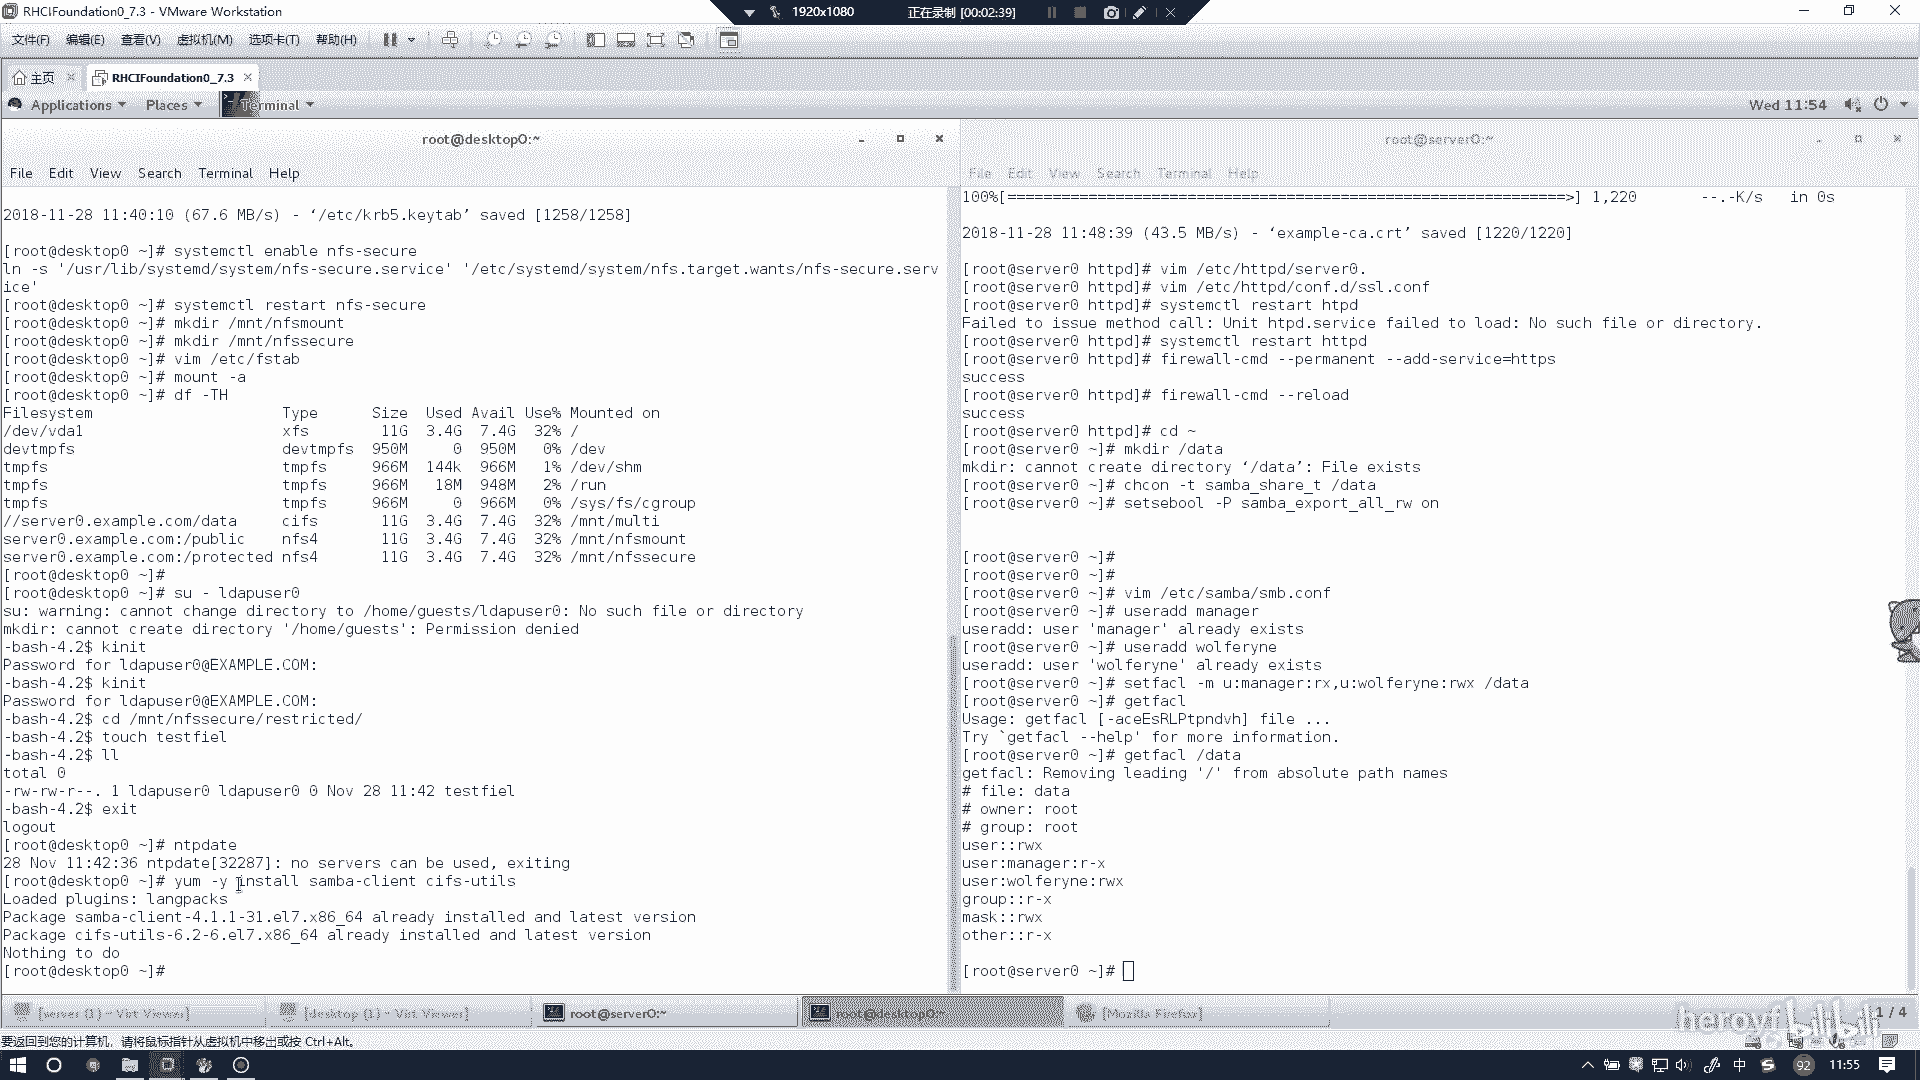 RHCIFoundation0_7.3 - VMware Workstation
1920x1080
正在录制 [00:02:39]
文件(F) 编辑(E) 查看(V) 虚拟机(M) 选项卡(T) 帮助(H)
主页
RHCIFoundation0_7.3
Applications Places Terminal
Wed 11:54
root@desktop0:~
File Edit View Search Terminal Help
2018-11-28 11:40:10 (67.6 MB/s) - ‘/etc/krb5.keytab’ saved [1258/1258]
[root@desktop0 ~]# systemctl enable nfs-secure
ln -s '/usr/lib/systemd/system/nfs-secure.service' '/etc/systemd/system/nfs.target.wants/nfs-secure.serv
ice'
[root@desktop0 ~]# systemctl restart nfs-secure
[root@desktop0 ~]# mkdir /mnt/nfsmount
[root@desktop0 ~]# mkdir /mnt/nfssecure
[root@desktop0 ~]# vim /etc/fstab
[root@desktop0 ~]# mount -a
[root@desktop0 ~]# df -TH
Filesystem Type Size Used Avail Use% Mounted on
/dev/vda1 xfs 11G 3.4G 7.4G 32% /
devtmpfs devtmpfs 950M 0 950M 0% /dev
tmpfs tmpfs 966M 144k 966M 1% /dev/shm
tmpfs tmpfs 966M 18M 948M 2% /run
tmpfs tmpfs 966M 0 966M 0% /sys/fs/cgroup
//server0.example.com/data cifs 11G 3.4G 7.4G 32% /mnt/multi
server0.example.com:/public nfs4 11G 3.4G 7.4G 32% /mnt/nfsmount
server0.example.com:/protected nfs4 11G 3.4G 7.4G 32% /mnt/nfssecure
[root@desktop0 ~]#
[root@desktop0 ~]# su - ldapuser0
su: warning: cannot change directory to /home/guests/ldapuser0: No such file or directory
mkdir: cannot create directory '/home/guests': Permission denied
-bash-4.2$ kinit
Password for ldapuser0@EXAMPLE.COM:
-bash-4.2$ kinit
Password for ldapuser0@EXAMPLE.COM:
-bash-4.2$ cd /mnt/nfssecure/restricted/
-bash-4.2$ touch testfiel
-bash-4.2$ ll
total 0
-rw-rw-r--. 1 ldapuser0 ldapuser0 0 Nov 28 11:42 testfiel
-bash-4.2$ exit
logout
[root@desktop0 ~]# ntpdate
28 Nov 11:42:36 ntpdate[32287]: no servers can be used, exiting
[root@desktop0 ~]# yum -y install samba-client cifs-utils
Loaded plugins: langpacks
Package samba-client-4.1.1-31.el7.x86_64 already installed and latest version
Package cifs-utils-6.2-6.el7.x86_64 already installed and latest version
Nothing to do
[root@desktop0 ~]#
root@server0:~
File Edit View Search Terminal Help
100%[==============================================================>] 1,220 --.-K/s in 0s
2018-11-28 11:48:39 (43.5 MB/s) - ‘example-ca.crt’ saved [1220/1220]
[root@server0 httpd]# vim /etc/httpd/server0.
[root@server0 httpd]# vim /etc/httpd/conf.d/ssl.conf
[root@server0 httpd]# systemctl restart htpd
Failed to issue method call: Unit htpd.service failed to load: No such file or directory.
[root@server0 httpd]# systemctl restart httpd
[root@server0 httpd]# firewall-cmd --permanent --add-service=https
success
[root@server0 httpd]# firewall-cmd --reload
success
[root@server0 httpd]# cd ~
[root@server0 ~]# mkdir /data
mkdir: cannot create directory ‘/data’: File exists
[root@server0 ~]# chcon -t samba_share_t /data
[root@server0 ~]# setsebool -P samba_export_all_rw on
[root@server0 ~]#
[root@server0 ~]#
[root@server0 ~]# vim /etc/samba/smb.conf
[root@server0 ~]# useradd manager
useradd: user 'manager' already exists
[root@server0 ~]# useradd wolferyne
useradd: user 'wolferyne' already exists
[root@server0 ~]# setfacl -m u:manager:rx,u:wolferyne:rwx /data
[root@server0 ~]# getfacl
Usage: getfacl [-aceEsRLPtpndvh] file ...
Try `getfacl --help' for more information.
[root@server0 ~]# getfacl /data
getfacl: Removing leading '/' from absolute path names
# file: data
# owner: root
# group: root
user::rwx
user:manager:r-x
user:wolferyne:rwx
group::r-x
mask::rwx
other::r-x
[root@server0 ~]#
[server (1) - Virt Viewer] [desktop (1) - Virt Viewer] root@server0:~ root@desktop0:~ [Mozilla Firefox] 1 / 4
heroyf bilibili
要返回到您的计算机，请将鼠标指针从虚拟机中移出或按 Ctrl+Alt。
中 92 11:55